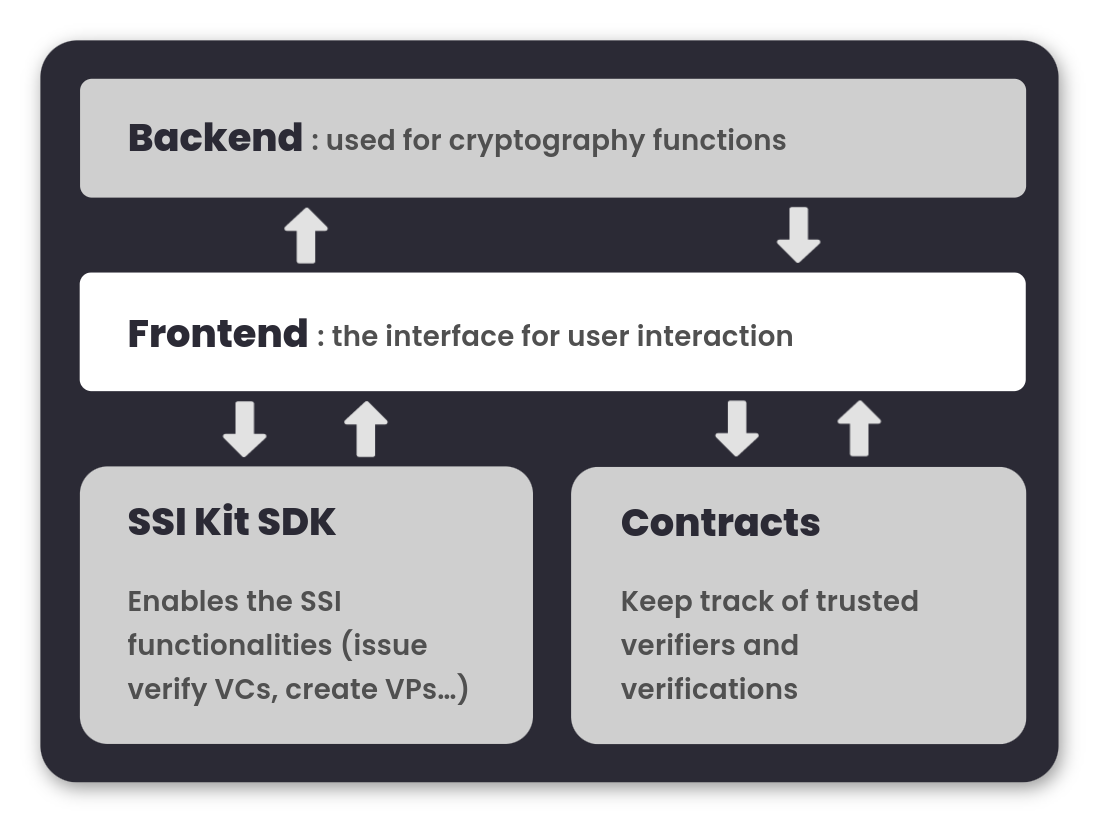 Backend : used for cryptography functions
Frontend : the interface for user interaction
SSI Kit SDK
Enables the SSI
functionalities (issue
verify VCs, create VPs...)
Contracts
Keep track of trusted
verifiers and
verifications